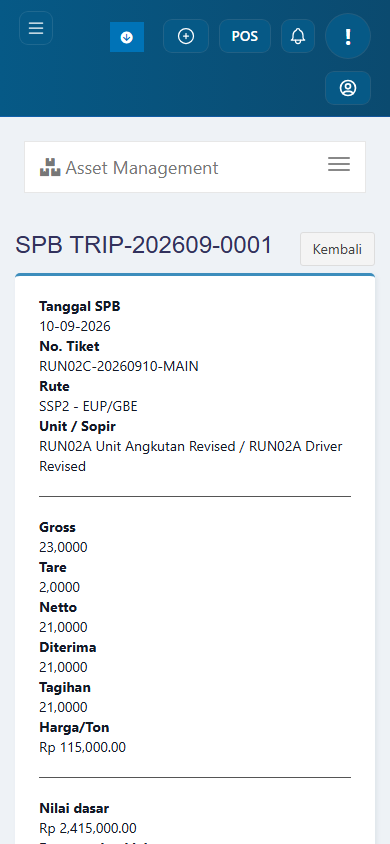 POS
!
Asset Management
SPB TRIP-202609-0001
Kembali
Tanggal SPB
10-09-2026
No. Tiket
RUN02C-20260910-MAIN
Rute
SSP2 - EUP/GBE
Unit / Sopir
RUN02A Unit Angkutan Revised / RUN02A Driver
Revised
Gross
23,0000
Tare
2,0000
Netto
21,0000
Diterima
21,0000
Tagihan
21,0000
Harga/Ton
Rp 115,000.00
Nilai dasar
Rp 2,415,000.00